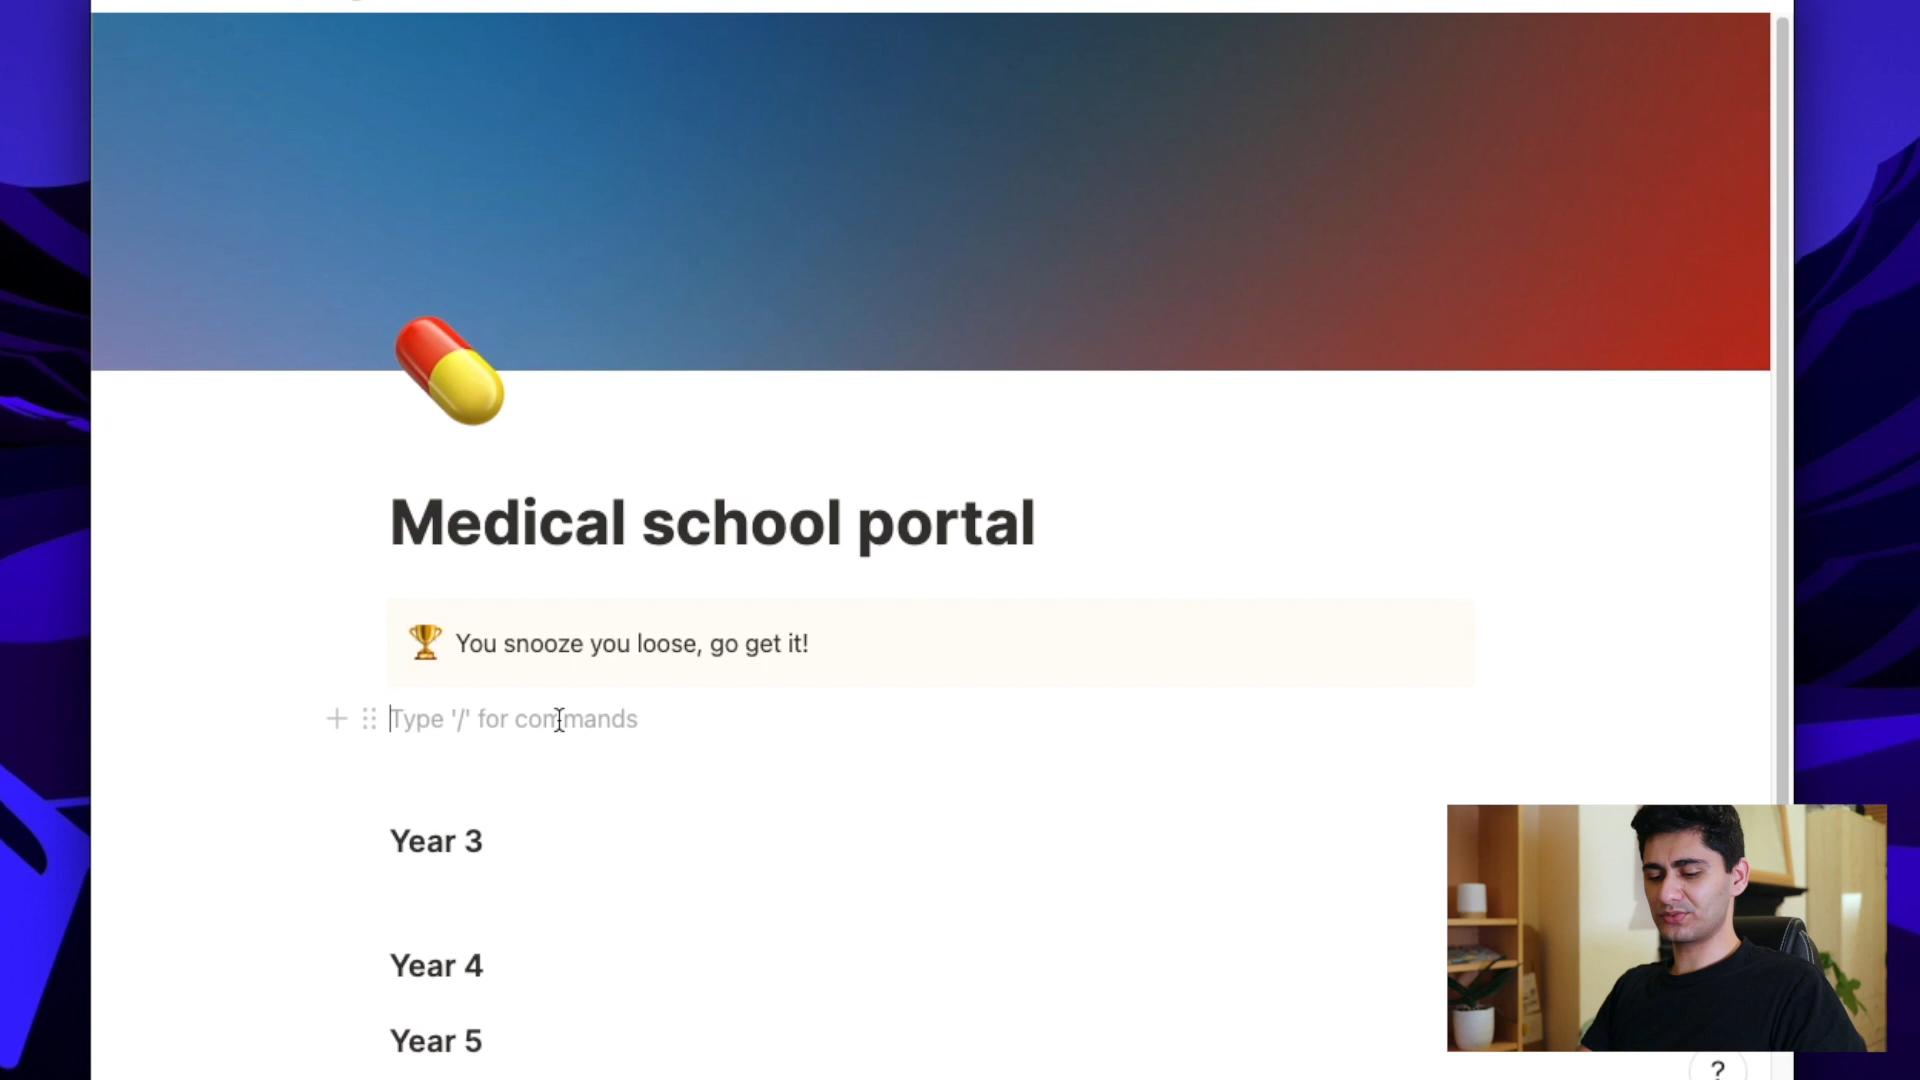 Medical school portal
You snooze you loose, go get it!
Type '/' for commands
Year 3
Year 4
Year 5
?